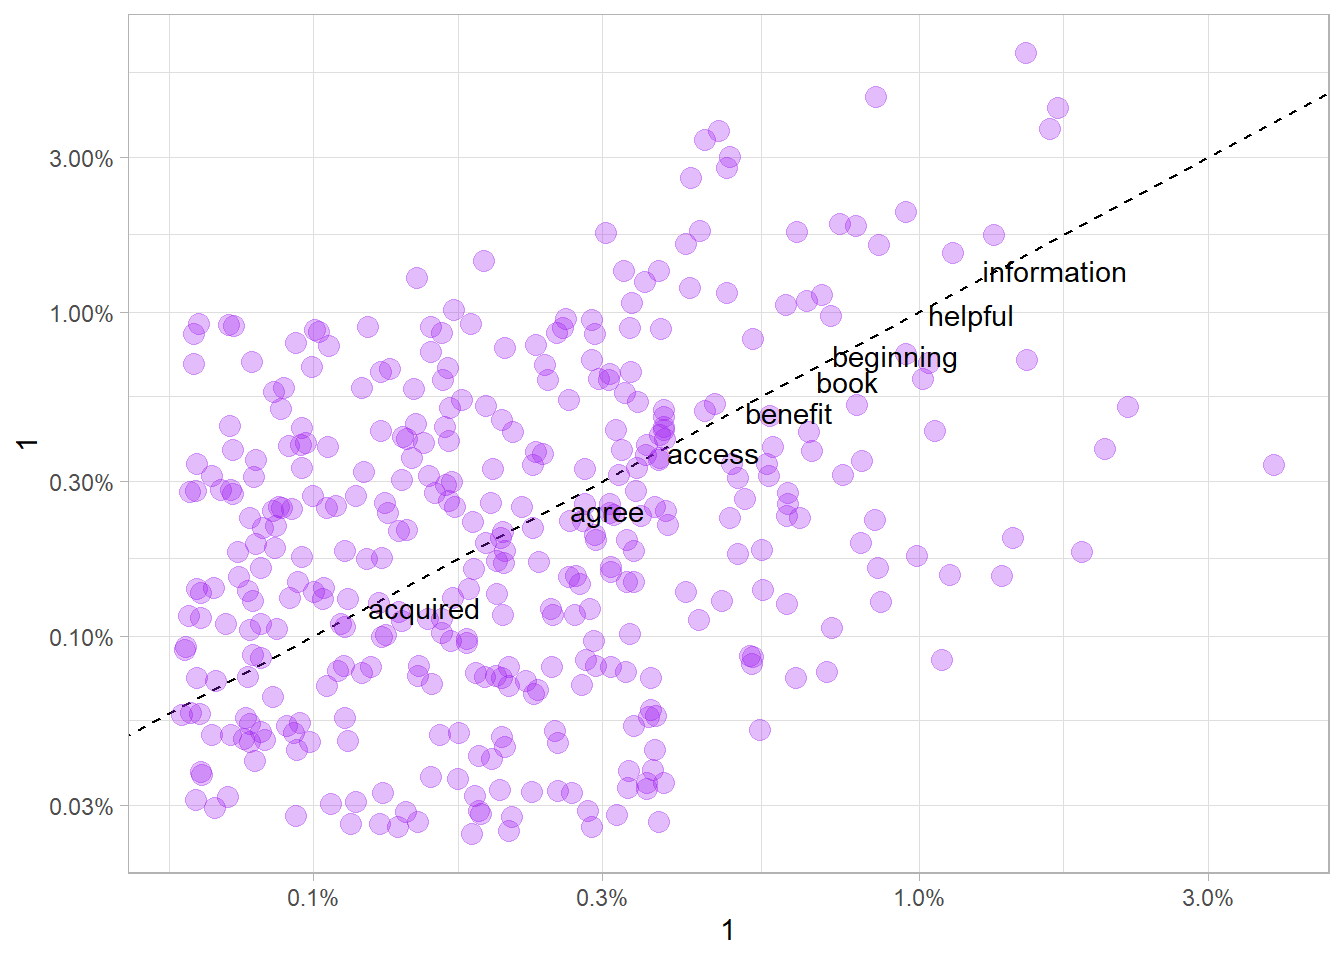 3.00%
information
1.00%
helpful
beginning
book
benefit
1
access
0.30%
agree
acquired
0.10%
0.03%
0.1%
0.3%
1.0%
3.0%
1